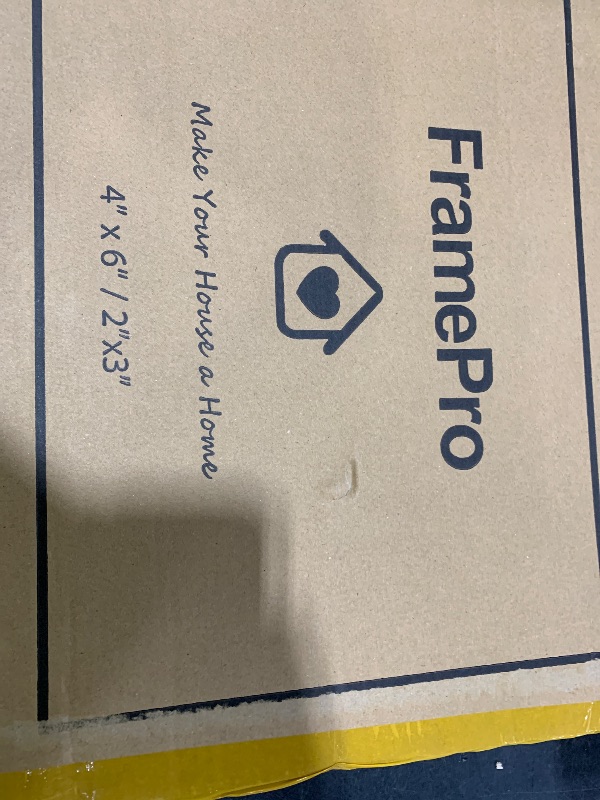 FramePro
Make Your House a Home
4" x 6" / 2"x3"